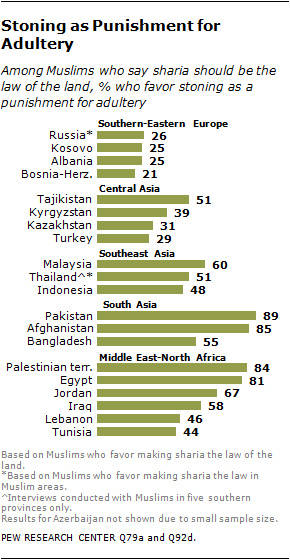 Stoning as Punishment for
Adultery
Among Muslims who say sharia should be the
law of the land, % who favor stoning as a
punishment for adultery
Southern-Eastern Europe
Russia* 26
Kosovo 25
Albania 25
Bosnia-Herz. 21
Central Asia
Tajikistan 51
Kyrgyzstan 39
Kazakhstan 31
Turkey 29
Southeast Asia
Malaysia 60
Thailand^* 51
Indonesia 48
South Asia
Pakistan 89
Afghanistan 85
Bangladesh 55
Middle East-North Africa
Palestinian terr. 84
Egypt 81
Jordan 67
Iraq 58
Lebanon 46
Tunisia 44
Based on Muslims who favor making sharia the law of the
land.
*Based on Muslims who favor making sharia the law in
Muslim areas.
^Interviews conducted with Muslims in five southern
provinces only.
Results for Azerbaijan not shown due to small sample size.
PEW RESEARCH CENTER Q79a and Q92d.